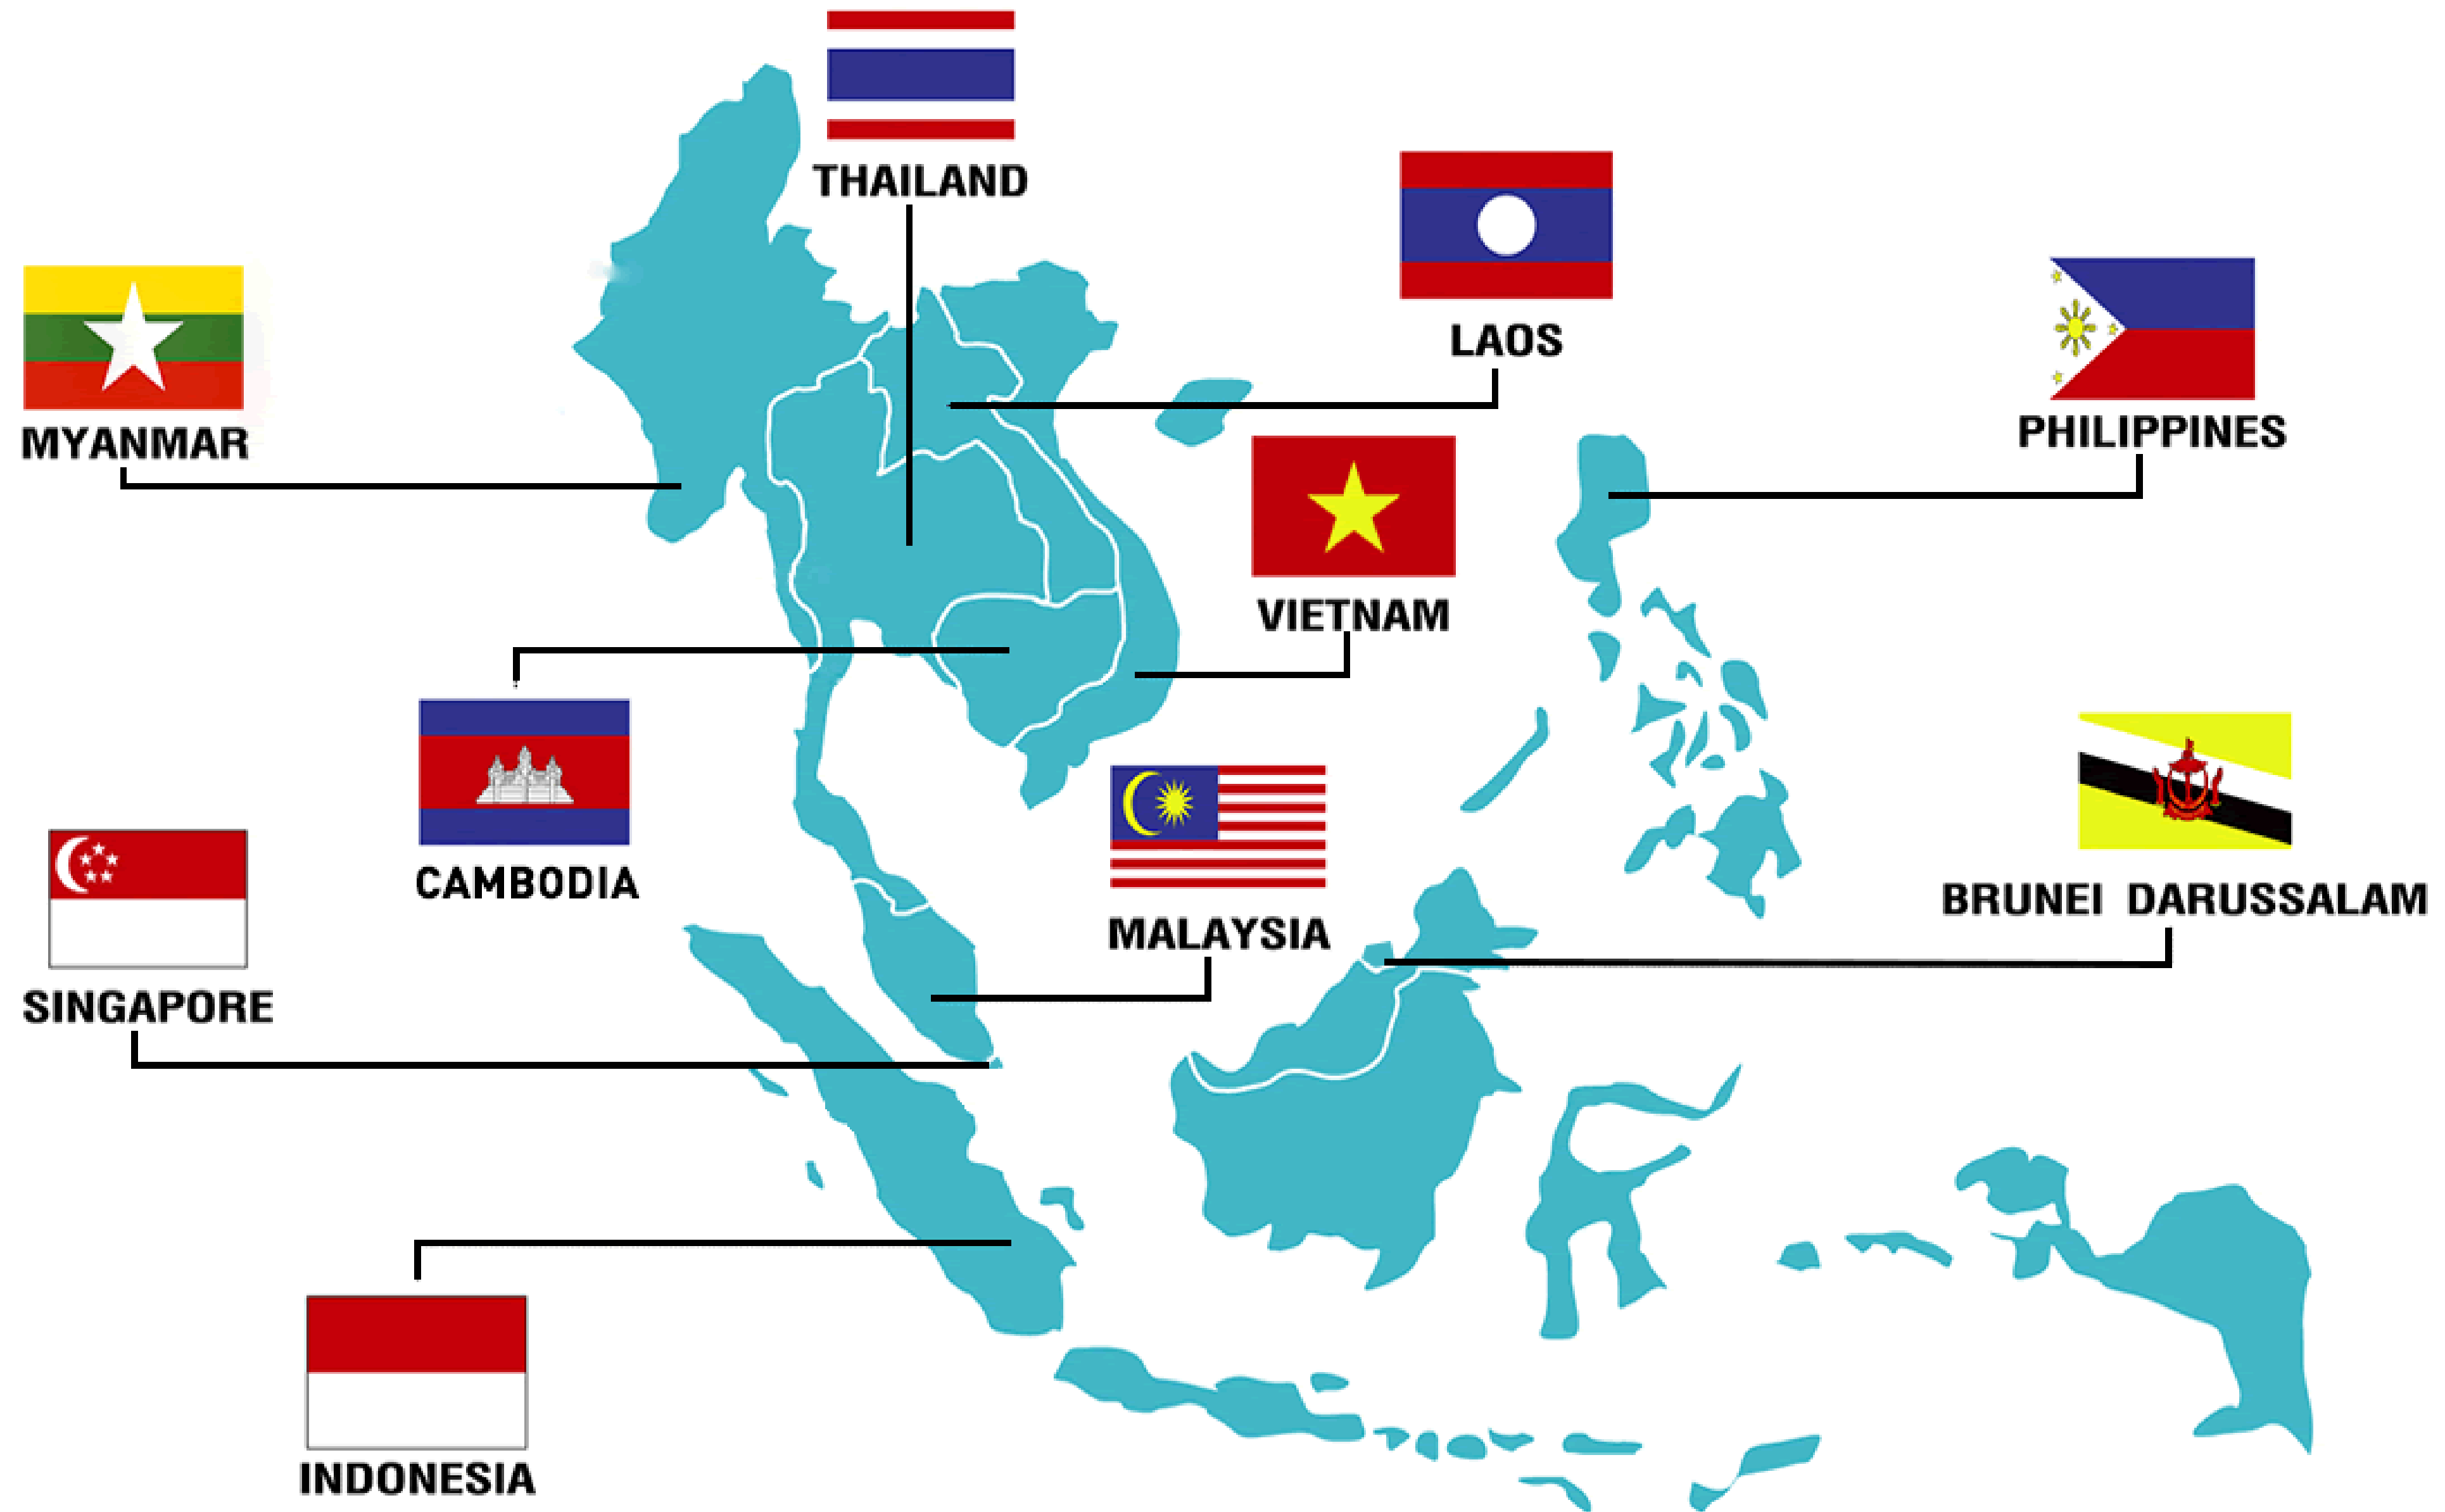 THAILAND
LAOS
MYANMAR
PHILIPPINES
VIETNAM
CAMBODIA
MALAYSIA
BRUNEI DARUSSALAM
SINGAPORE
INDONESIA